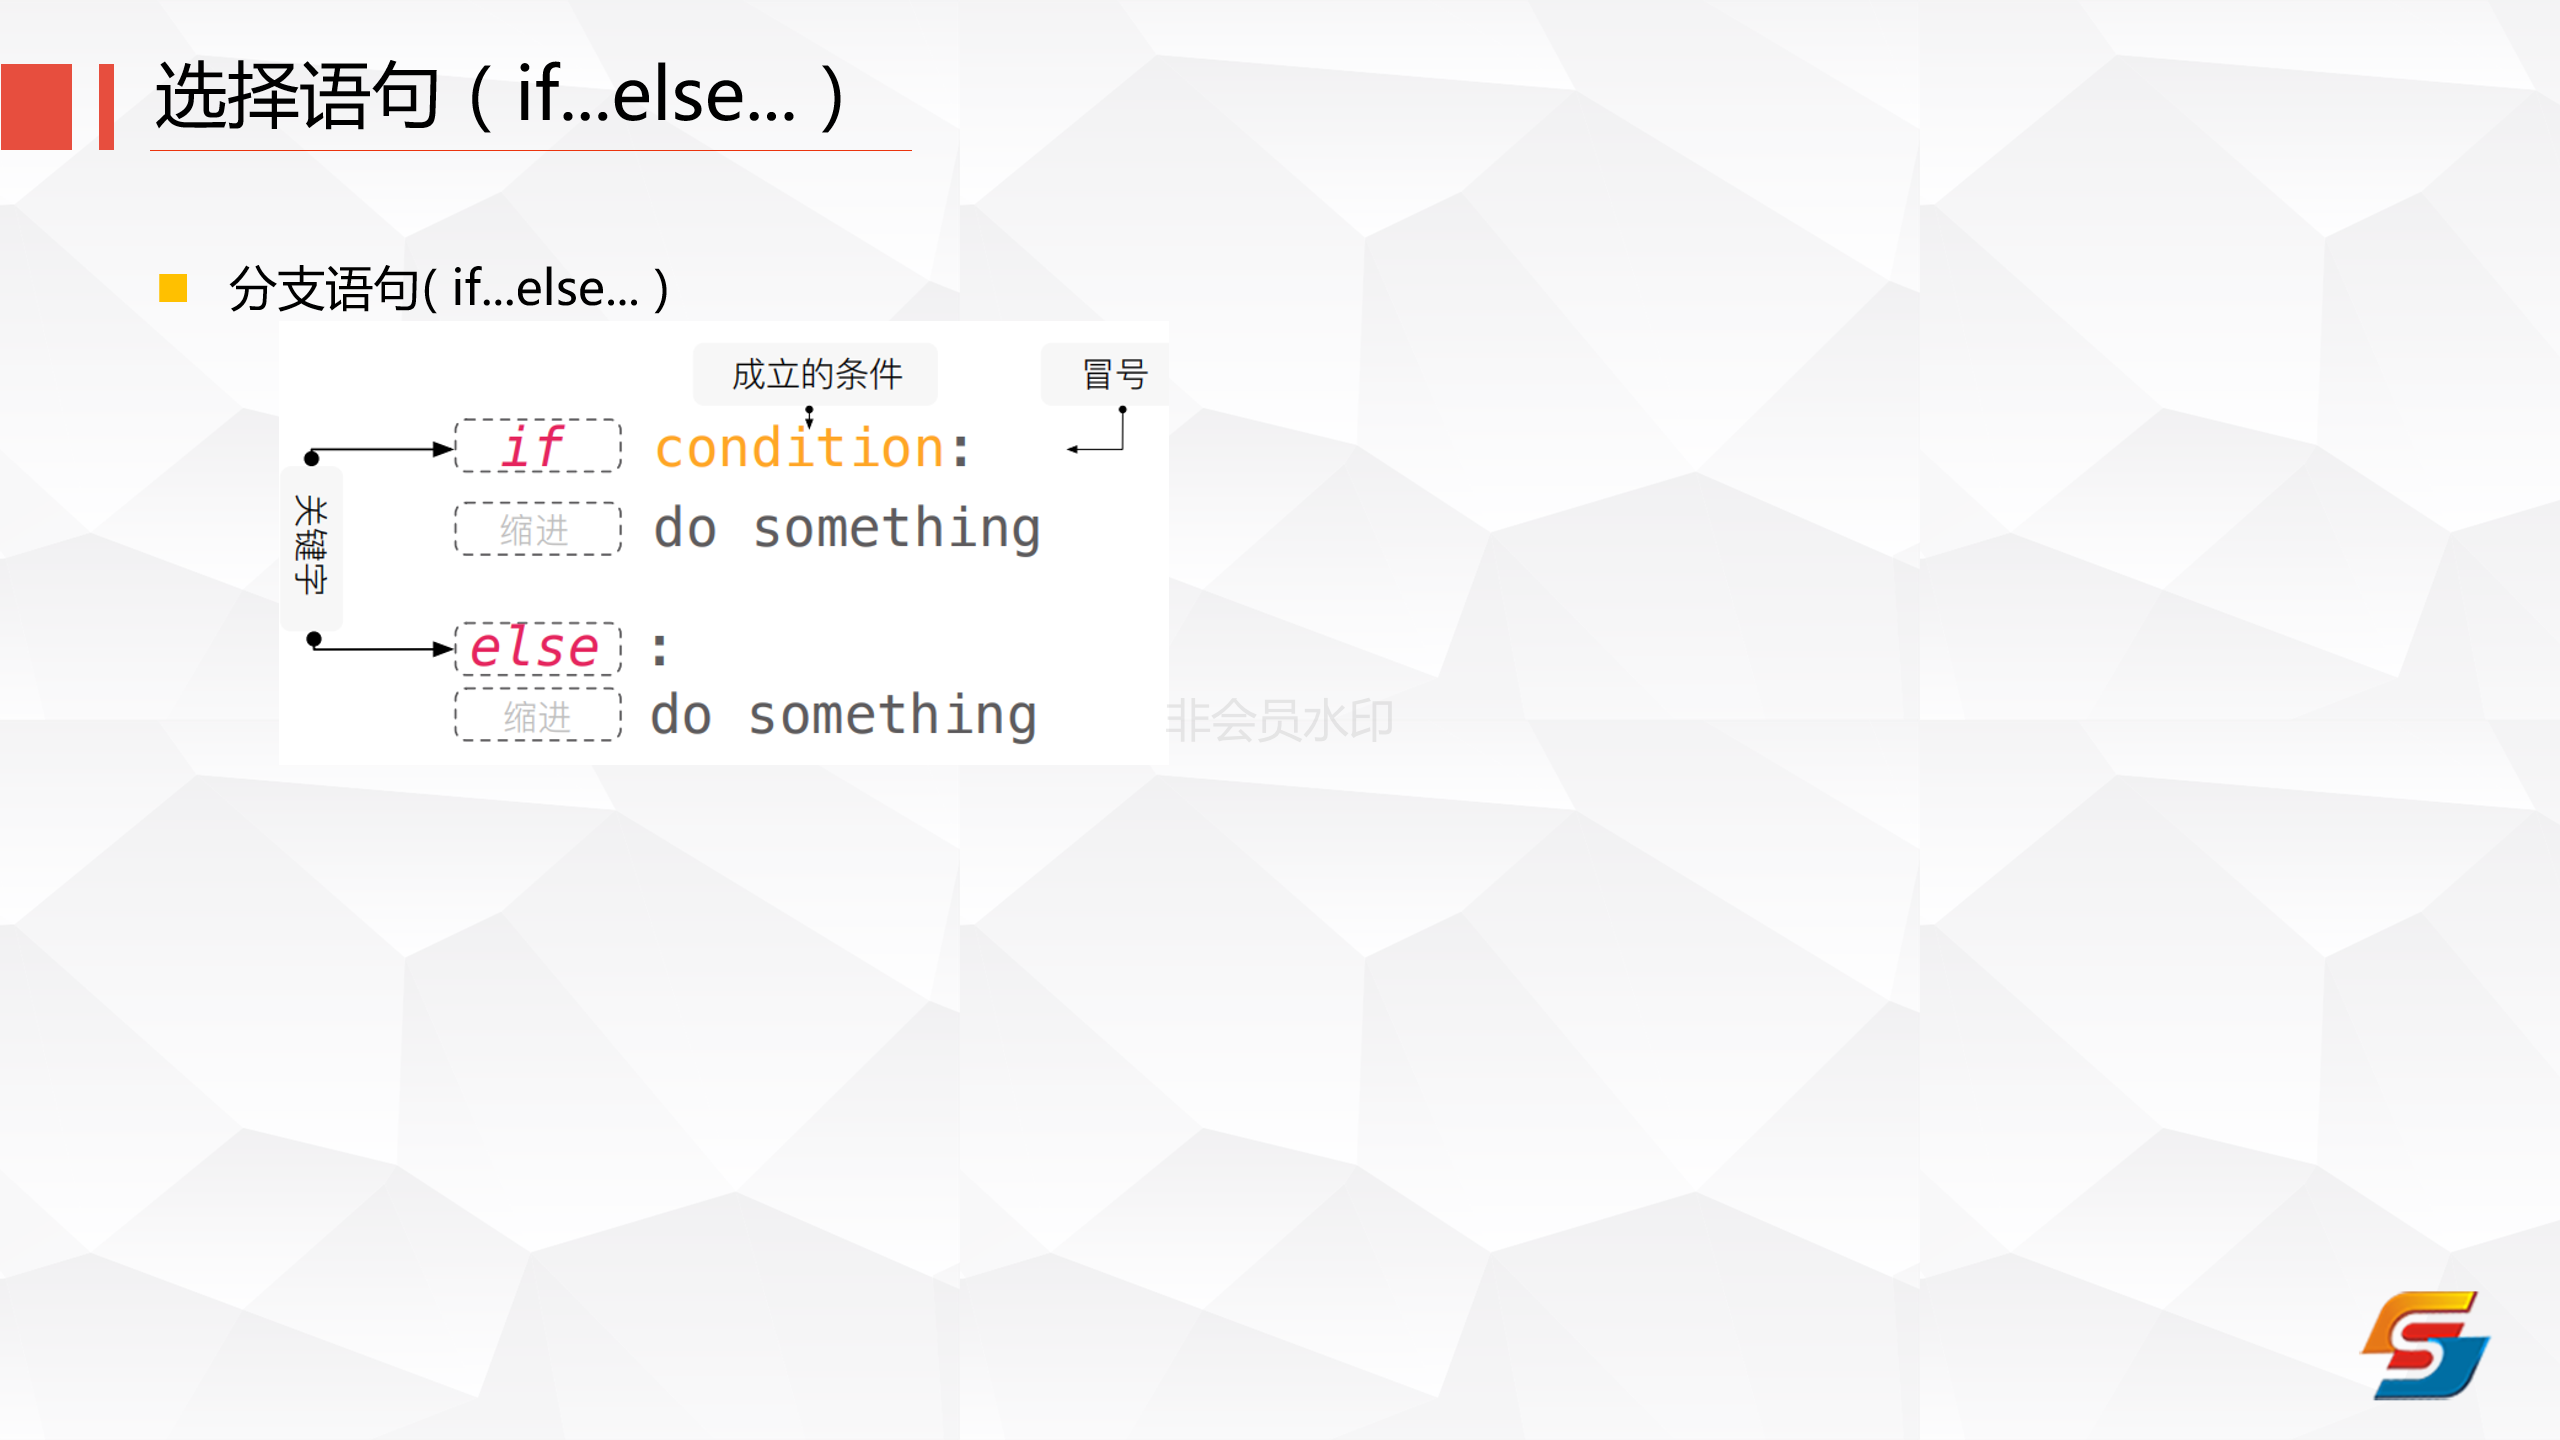 选择语句（if...else...）
分支语句( if...else...）
成立的条件 冒号
if condition:
关键字
缩进 do something
else :
缩进 do something
非会员水印